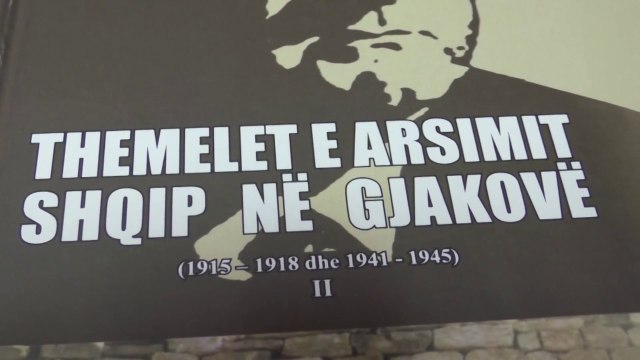 THEMELET E ARSIMIT
SHQIP NË GJAKOVË
(1915 – 1918 dhe 1941 - 1945)
II